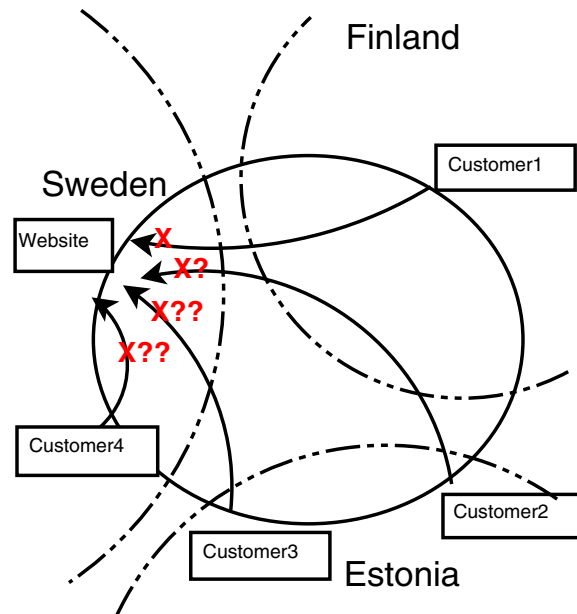 Finland
Customer1
Sweden
Website
X
X?
X??
X??
Customer4
Customer2
Customer3
Estonia